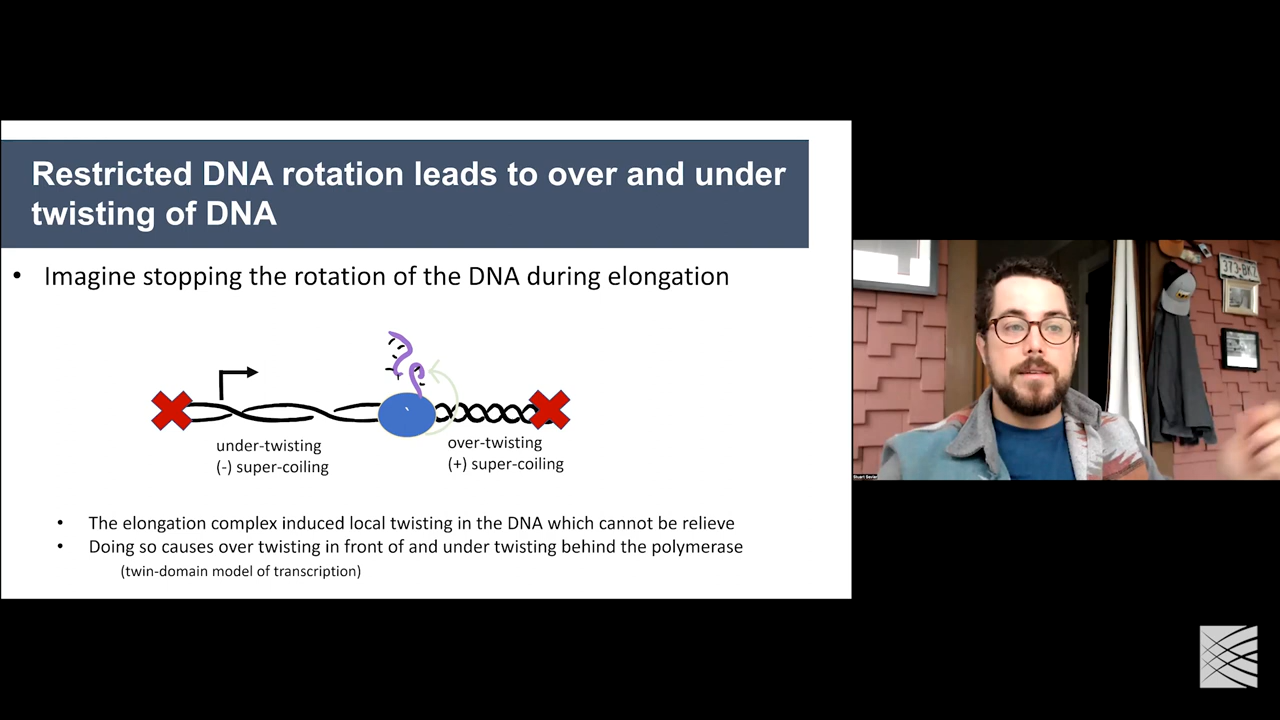 Restricted DNA rotation leads to over and under
twisting of DNA
• Imagine stopping the rotation of the DNA during elongation
under-twisting
(-) super-coiling
over-twisting
(+) super-coiling
• The elongation complex induced local twisting in the DNA which cannot be relieve
• Doing so causes over twisting in front of and under twisting behind the polymerase
(twin-domain model of transcription)
373-BKZ